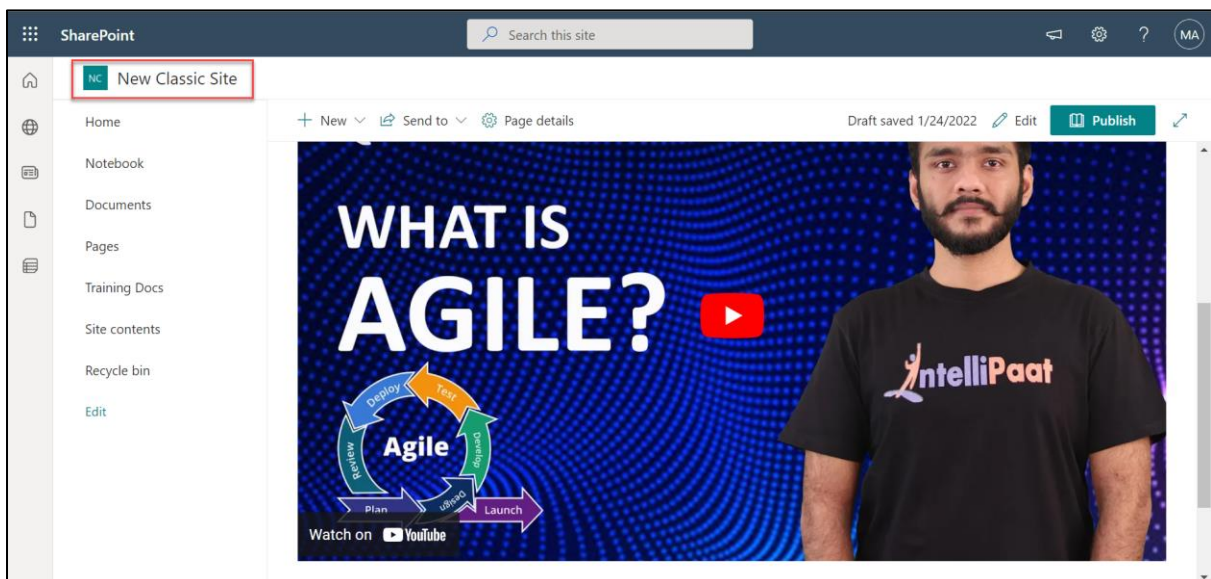 SharePoint
Search this site
?
MA
NC New Classic Site
Home
Notebook
Documents
Pages
Training Docs
Site contents
Recycle bin
Edit
New
Send to
Page details
Draft saved 1/24/2022
Edit
Publish
WHAT IS
AGILE?
Deploy
Test
Review
Agile
Develop
Plan
Design
Launch
Watch on YouTube
IntelliPaat